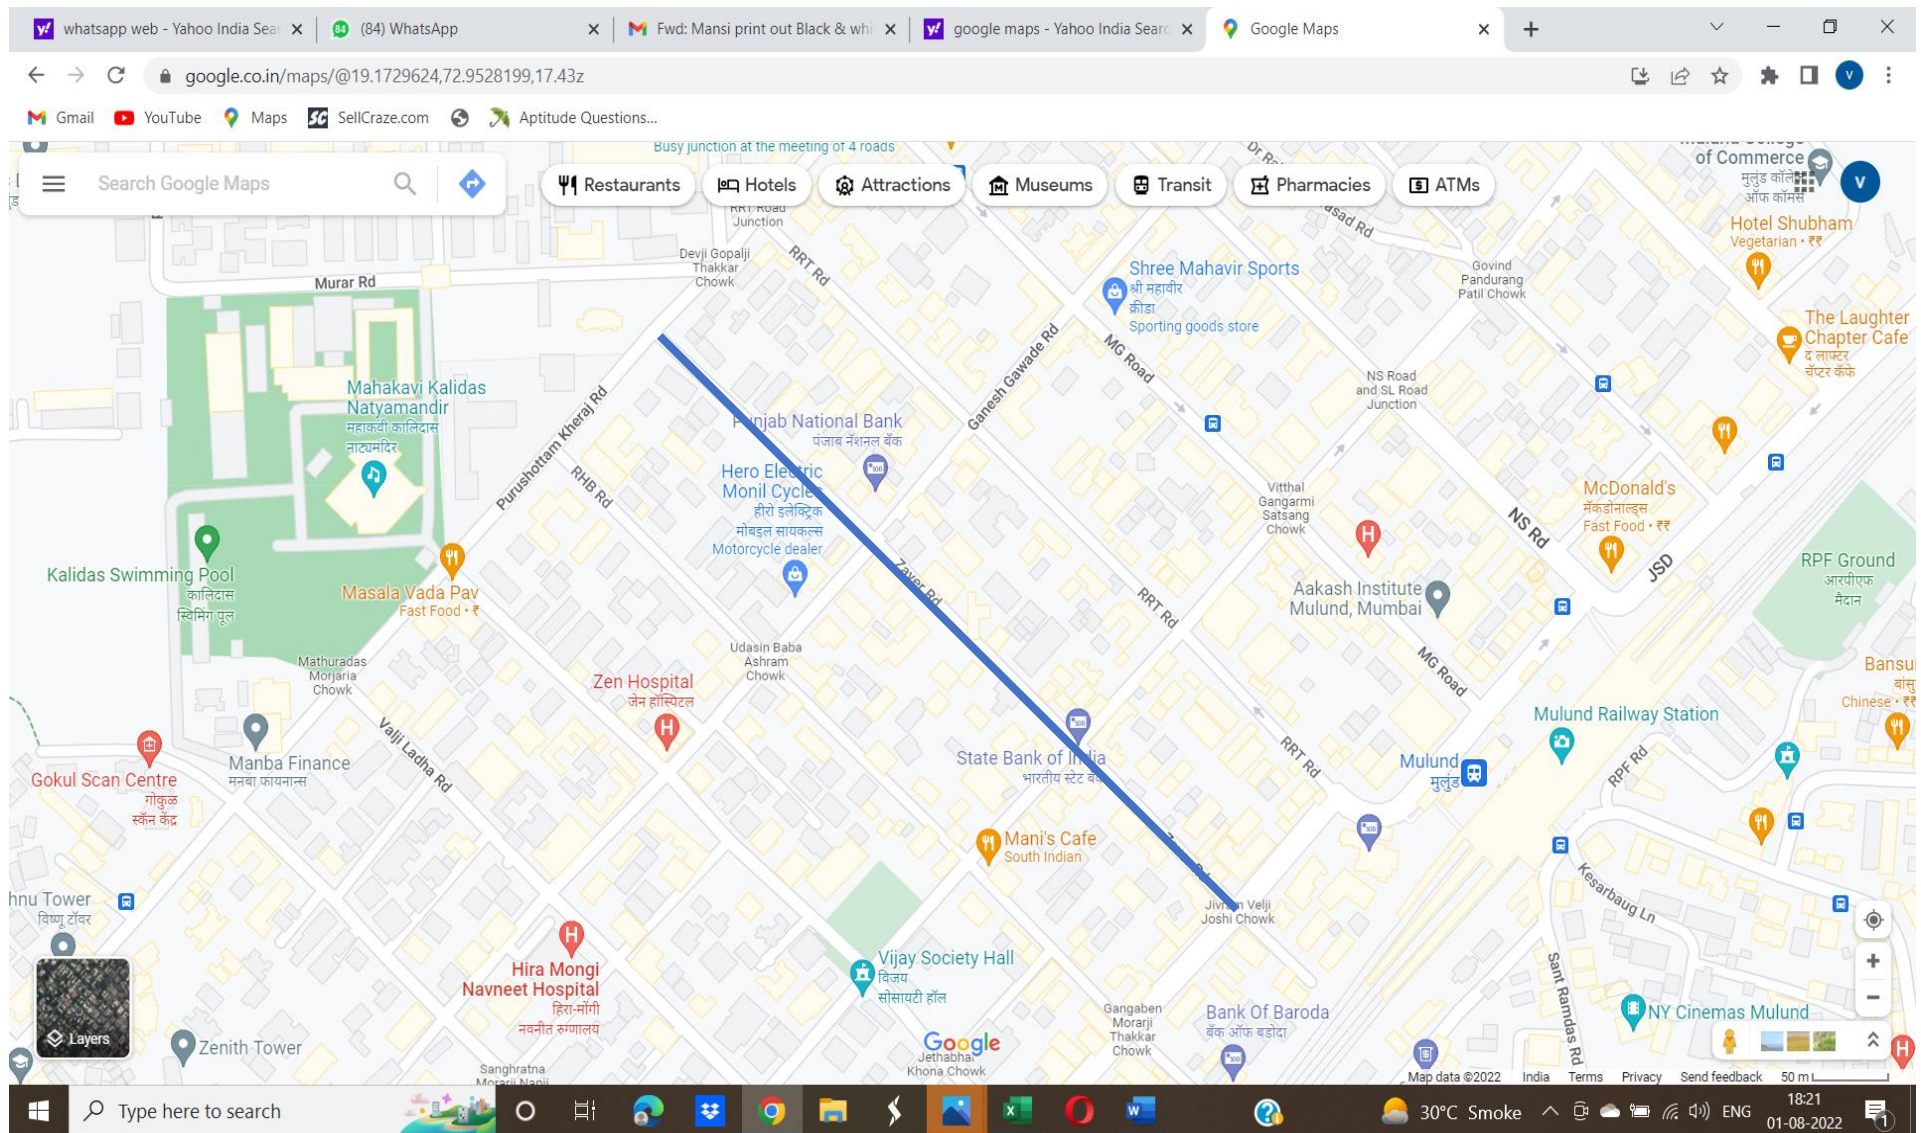 whatsapp web - Yahoo India Sear
(84) WhatsApp
Fwd: Mansi print out Black & whi
google maps - Yahoo India Searc
Google Maps
google.co.in/maps/@19.1729624,72.9528199,17.43z
Gmail
YouTube
Maps
SellCraze.com
Aptitude Questions...
Search Google Maps
Restaurants
Hotels
Attractions
Museums
Transit
Pharmacies
ATMs
Busy junction at the meeting of 4 roads
of Commerce
RRT Road
Junction
Hotel Shubham
Vegetarian • ₹₹
Devji Gopalji
Thakkar
Chowk
RRT Rd
Murar Rd
Shree Mahavir Sports
श्री महावीर
क्रीडा
Sporting goods store
Govind
Pandurang
Patil Chowk
The Laughter
Chapter Cafe
द लाफ्टर
चॅप्टर कॅफे
Ganesh Gawade Rd
MG Road
NS Road
and SL Road
Junction
Mahakavi Kalidas
Natyamandir
महाकवी कालिदास
नाट्यमंदिर
Purushottam Kheraj Rd
Punjab National Bank
पंजाब नॅशनल बँक
RHB Rd
Hero Electric
Monil Cycles
हीरो इलेक्ट्रिक
मोबइल सायकल्स
Motorcycle dealer
Vitthal
Gangarmi
Satsang
Chowk
McDonald's
मॅकडोनाल्ड्स
Fast Food • ₹₹
NS Rd
JSD
RPF Ground
आरपीएफ
मैदान
Kalidas Swimming Pool
कालिदास
स्विमिंग पूल
Masala Vada Pav
Fast Food • ₹
Zaver Rd
RRT Rd
Aakash Institute
Mulund, Mumbai
Mathuradas
Morjaria
Chowk
Udasin Baba
Ashram
Chowk
MG Road
Zen Hospital
जेन हॉस्पिटल
Bansu
बांसु
Chinese • ₹₹
Valji Ladha Rd
Mulund Railway Station
Manba Finance
मनबा फायनान्स
Gokul Scan Centre
गोकुळ
स्कॅन केंद्र
State Bank of India
भारतीय स्टेट बँक
RRT Rd
Mulund
मुलुंड
RPF Rd
Mani's Cafe
South Indian
Jivram Velji
Joshi Chowk
Kesarbaug Ln
hnu Tower
विष्णू टॉवर
Hira Mongi
Navneet Hospital
हिरा-मोंगी
नवनीत रुग्णालय
Vijay Society Hall
विजय
सोसायटी हॉल
Sant Ramdas Rd
Gangaben
Morarji
Thakkar
Chowk
Bank Of Baroda
बँक ऑफ बडोदा
NY Cinemas Mulund
Layers
Zenith Tower
Google
Jethabhai
Khona Chowk
Sanghratna
Morarji Nanji
Map data ©2022
India
Terms
Privacy
Send feedback
50 m
Type here to search
30°C Smoke
ENG
18:21
01-08-2022